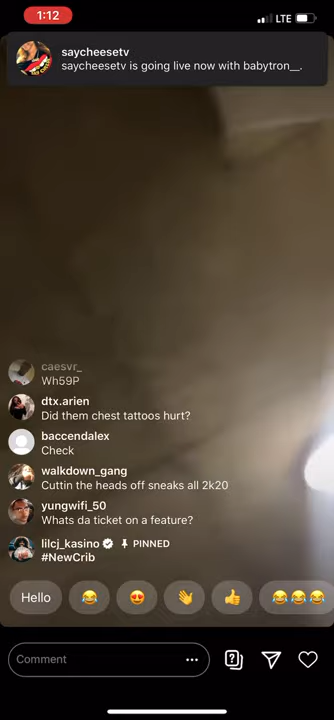 1:12
LTE
saycheesetv
saycheesetv is going live now with babytron__.
caesvr_
Wh59P
dtx.arien
Did them chest tattoos hurt?
baccendalex
Check
walkdown_gang
Cuttin the heads off sneaks all 2k20
yungwifi_50
Whats da ticket on a feature?
lilcj_kasino PINNED
#NewCrib
Hello
Comment